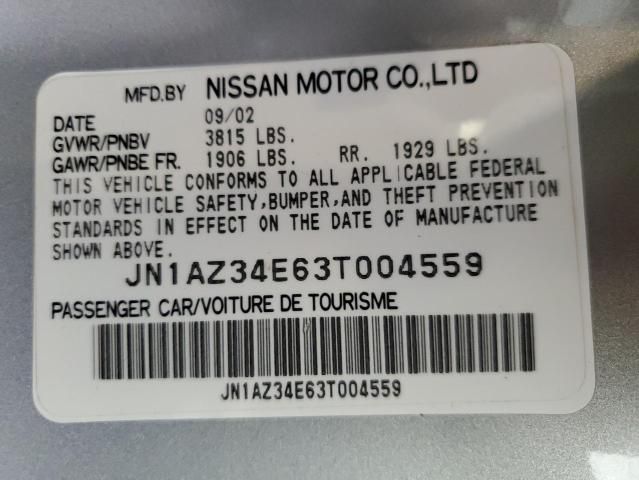 MFD.BY NISSAN MOTOR CO.,LTD
DATE 09/02
GVWR/PNBV 3815 LBS.
GAWR/PNBE FR. 1906 LBS. RR. 1929 LBS.
THIS VEHICLE CONFORMS TO ALL APPLICABLE FEDERAL
MOTOR VEHICLE SAFETY,BUMPER,AND THEFT PREVENTION
STANDARDS IN EFFECT ON THE DATE OF MANUFACTURE
SHOWN ABOVE.
JN1AZ34E63T004559
PASSENGER CAR/VOITURE DE TOURISME
JN1AZ34E63T004559